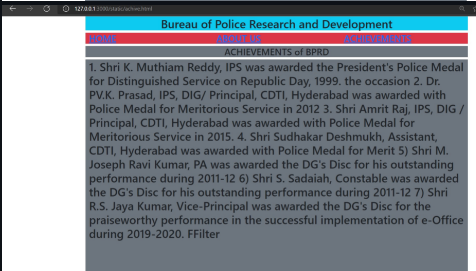 127.0.0.1:3000/static/achive.html
Bureau of Police Research and Development
HOME ABOUT US ACHIEVEMENTS
ACHIEVEMENTS of BPRD
1. Shri K. Muthiam Reddy, IPS was awarded the President's Police Medal
for Distinguished Service on Republic Day, 1999. the occasion 2. Dr.
PV.K. Prasad, IPS, DIG/ Principal, CDTI, Hyderabad was awarded with
Police Medal for Meritorious Service in 2012 3. Shri Amrit Raj, IPS, DIG /
Principal, CDTI, Hyderabad was awarded with Police Medal for
Meritorious Service in 2015. 4. Shri Sudhakar Deshmukh, Assistant,
CDTI, Hyderabad was awarded with Police Medal for Merit 5) Shri M.
Joseph Ravi Kumar, PA was awarded the DG's Disc for his outstanding
performance during 2011-12 6) Shri S. Sadaiah, Constable was awarded
the DG's Disc for his outstanding performance during 2011-12 7) Shri
R.S. Jaya Kumar, Vice-Principal was awarded the DG's Disc for the
praiseworthy performance in the successful implementation of e-Office
during 2019-2020. FFilter